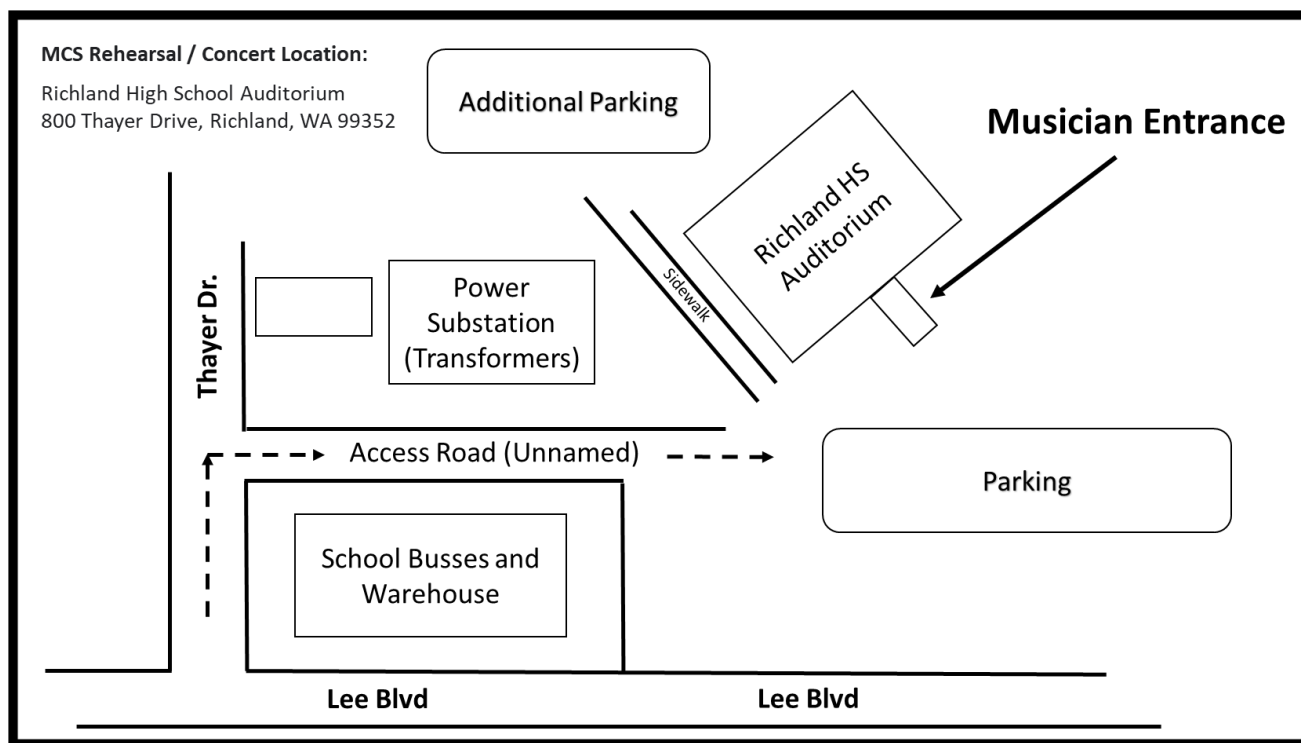 MCS Rehearsal / Concert Location:
Richland High School Auditorium
800 Thayer Drive, Richland, WA 99352
Additional Parking
Musician Entrance
Richland HS
Auditorium
Sidewalk
Thayer Dr.
Power
Substation
(Transformers)
Access Road (Unnamed)
Parking
School Busses and
Warehouse
Lee Blvd
Lee Blvd